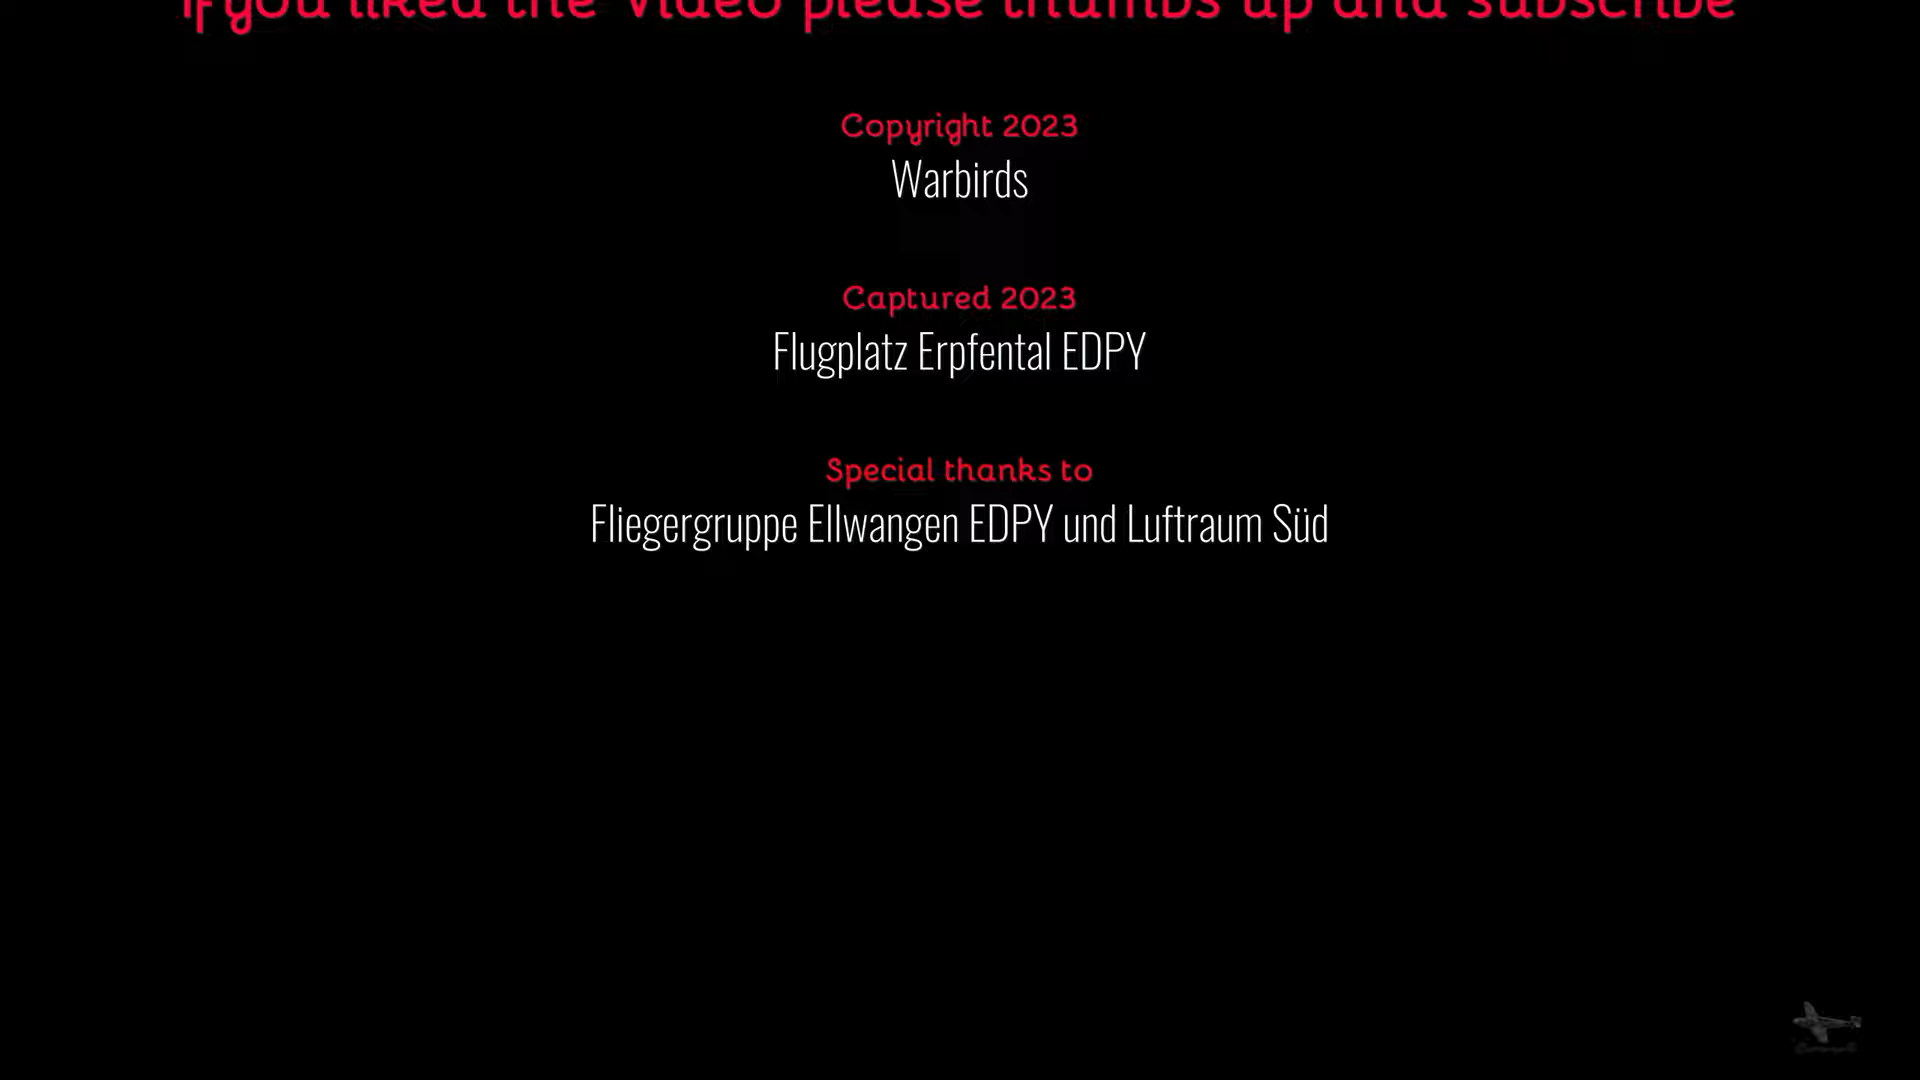 If you liked the Video please thumbs up and subscribe
Copyright 2023
Warbirds
Captured 2023
Flugplatz Erpfental EDPY
Special thanks to
Fliegergruppe Ellwangen EDPY und Luftraum Süd